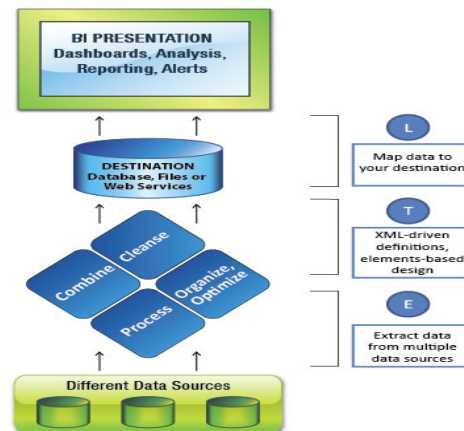 BI PRESENTATION
Dashboards, Analysis,
Reporting, Alerts
DESTINATION
Database, Files or
Web Services
Combine
Cleanse
Process
Organize,
Optimize
Different Data Sources
L
Map data to
your destination
T
XML-driven
definitions,
elements-based
design
E
Extract data
from multiple
data sources